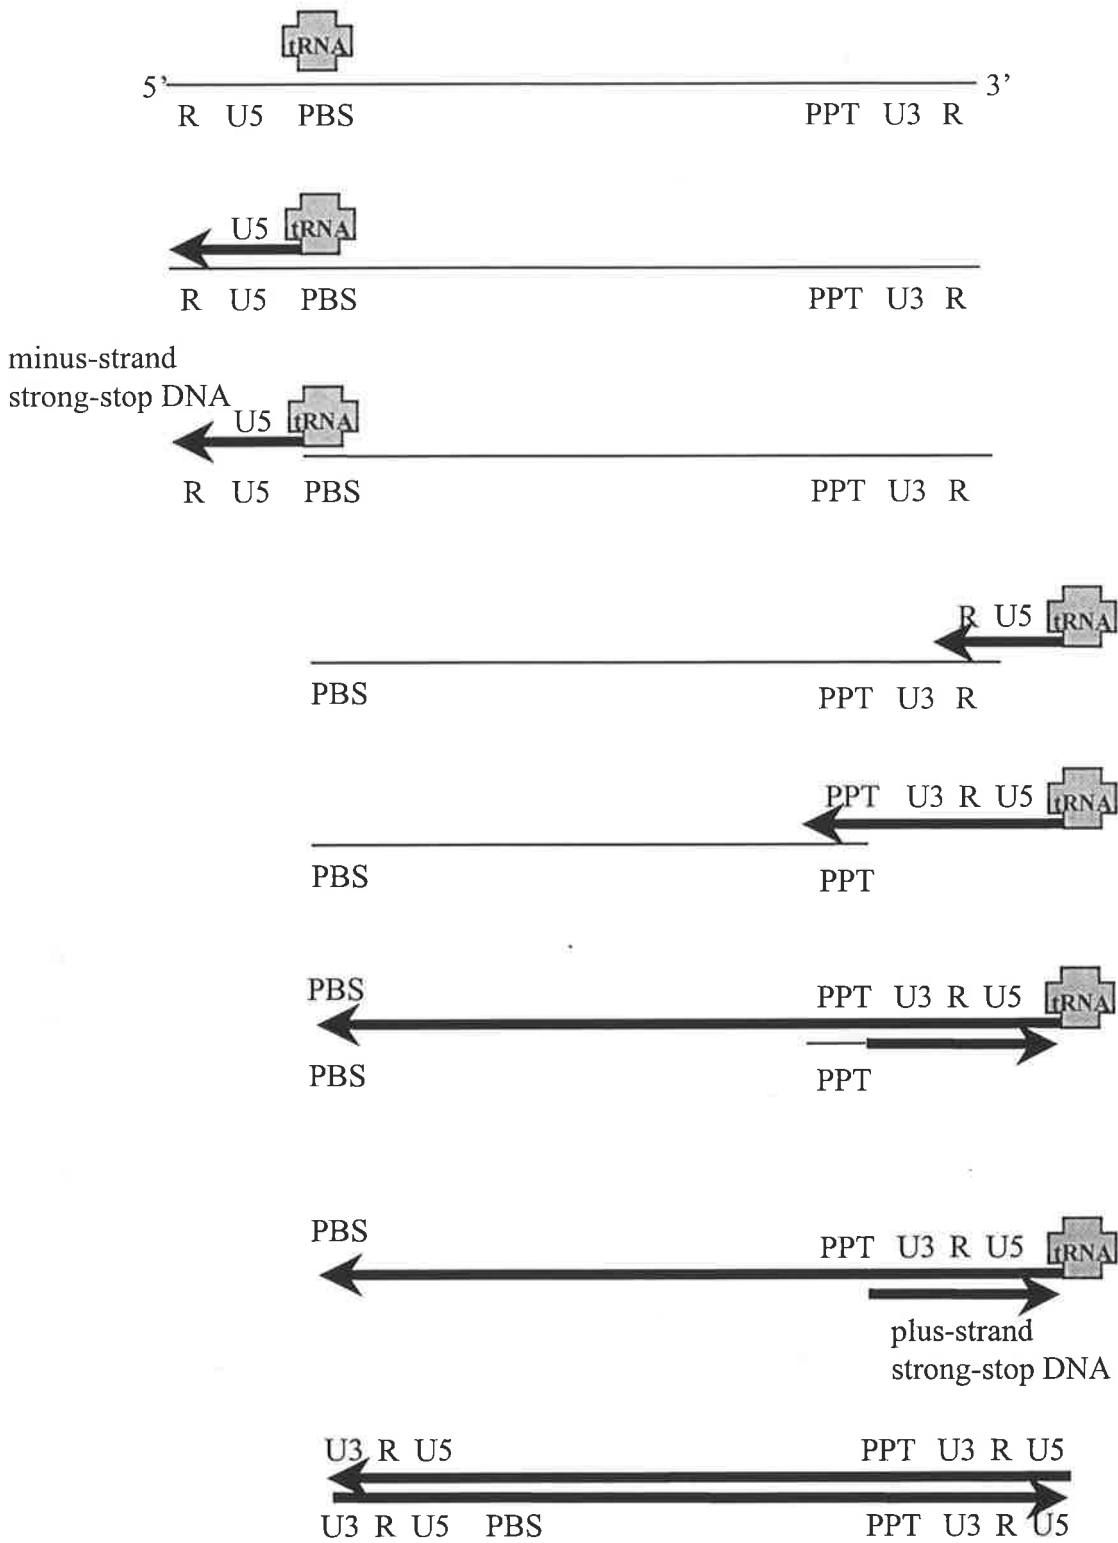 tRNA
5’ 3’
R U5 PBS PPT U3 R
U5 tRNA
R U5 PBS PPT U3 R
minus-strand
strong-stop DNA
U5 tRNA
R U5 PBS PPT U3 R
R U5 tRNA
PBS PPT U3 R
PPT U3 R U5 tRNA
PBS PPT
PBS PPT U3 R U5 tRNA
PBS PPT
PBS PPT U3 R U5 tRNA
plus-strand
strong-stop DNA
U3 R U5 PPT U3 R U5
U3 R U5 PBS PPT U3 R U5